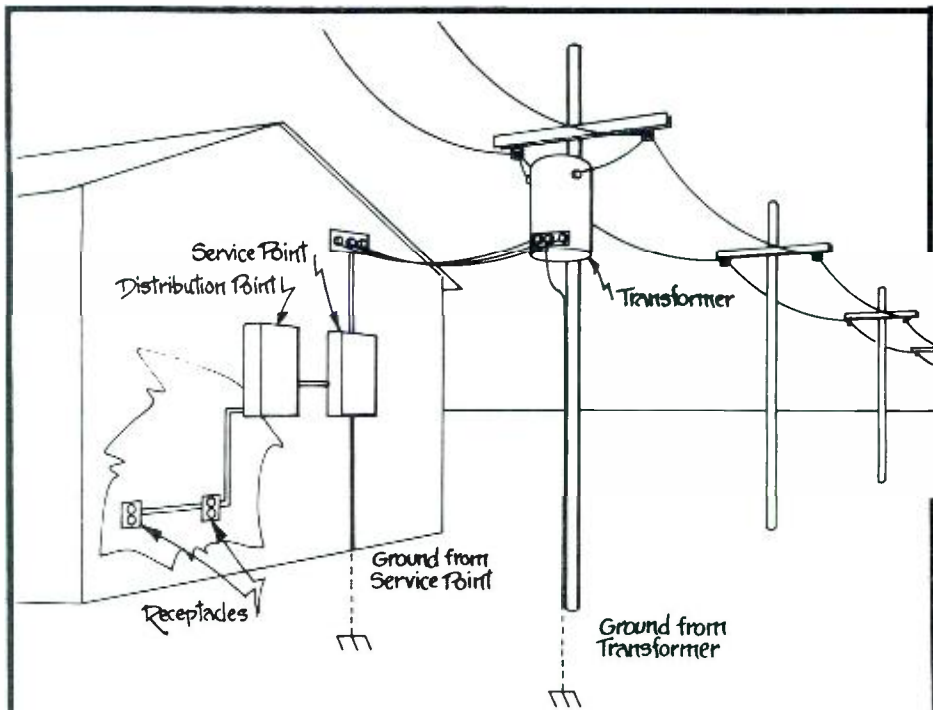 Service Point
Distribution Point
Transformer
Ground from
Service Point
Receptacles
Ground from
Transformer